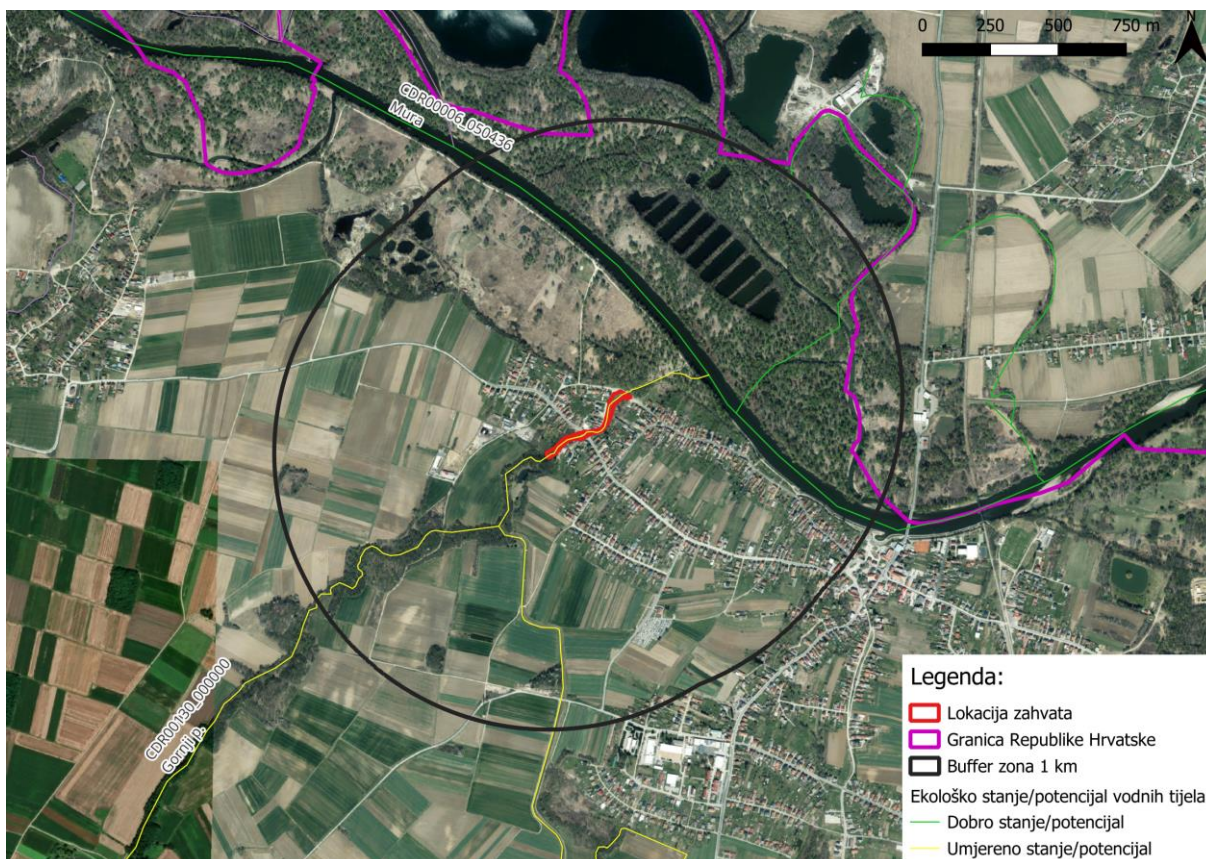 0 250 500 750 m
N
CDR00006_050436
Mura
CDR00130_000000
Gornji p.
Legenda:
Lokacija zahvata
Granica Republike Hrvatske
Buffer zona 1 km
Ekološko stanje/potencijal vodnih tijela
Dobro stanje/potencijal
Umjereno stanje/potencijal